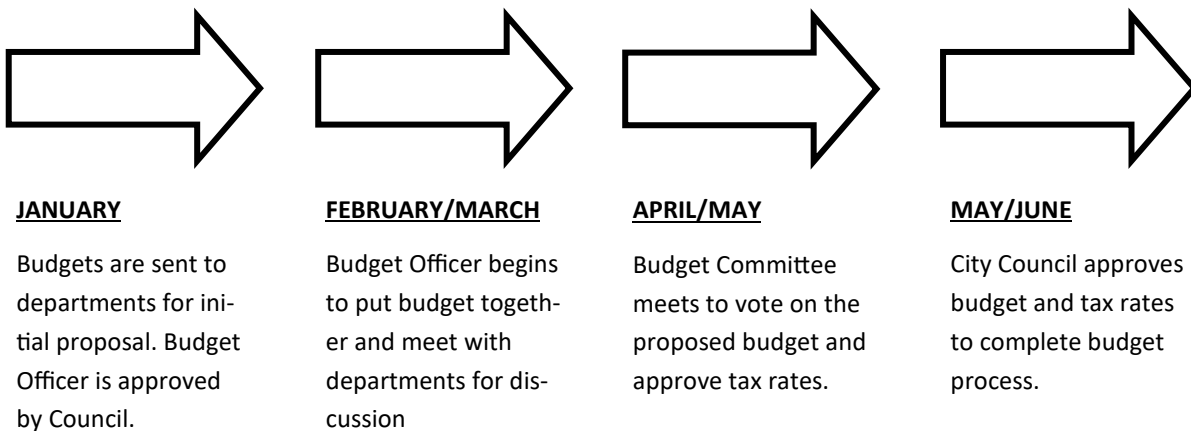 JANUARY
Budgets are sent to
departments for ini-
tial proposal. Budget
Officer is approved
by Council.
FEBRUARY/MARCH
Budget Officer begins
to put budget togeth-
er and meet with
departments for dis-
cussion
APRIL/MAY
Budget Committee
meets to vote on the
proposed budget and
approve tax rates.
MAY/JUNE
City Council approves
budget and tax rates
to complete budget
process.